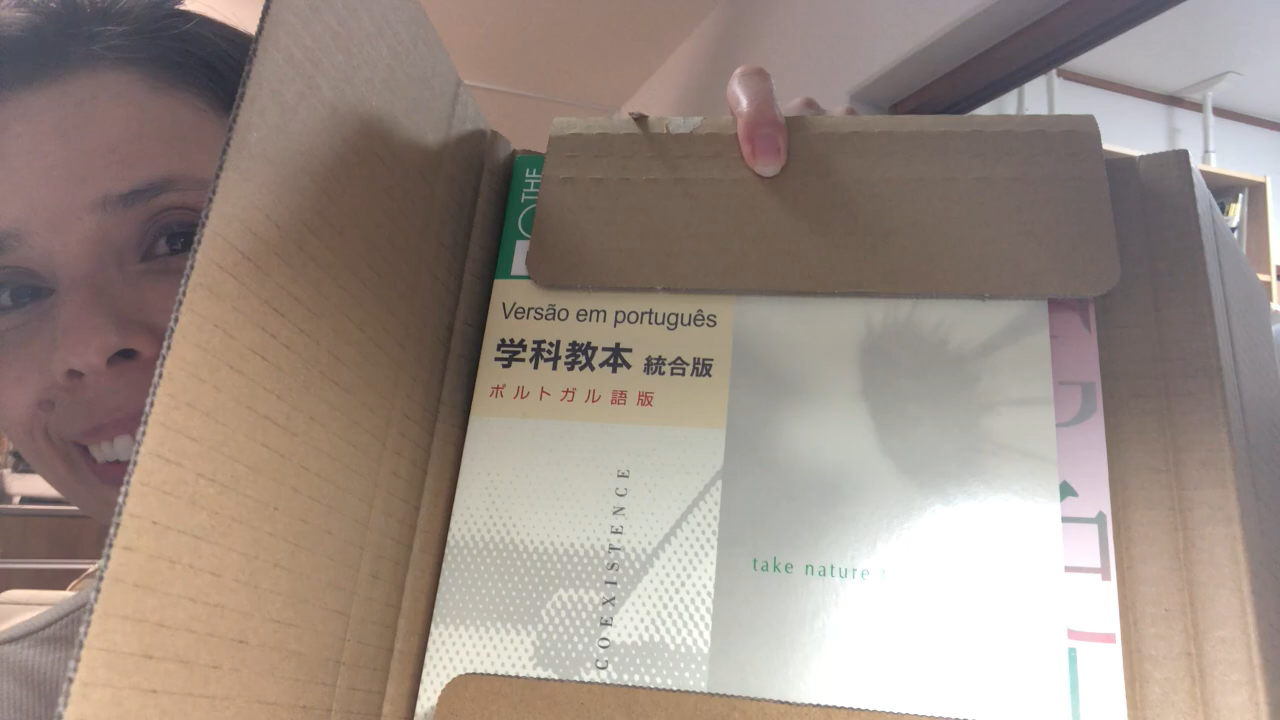 THE
Versão em português
学科教本 統合版
ポルトガル語版
COEXISTENCE
take nature